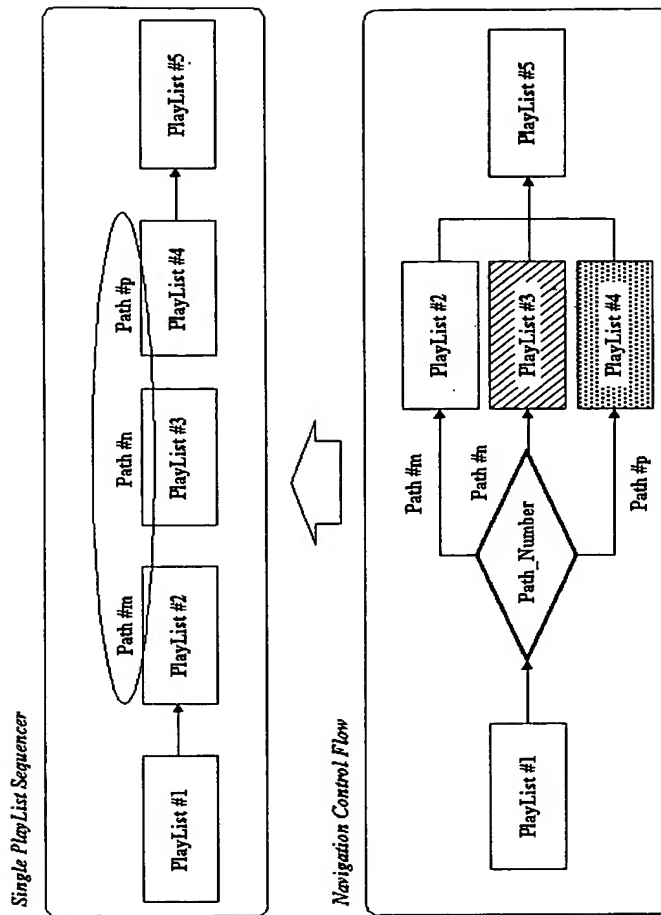 Single PlayList Sequencer
Path #m
Path #n
Path #p
PlayList #1
PlayList #2
PlayList #3
PlayList #4
PlayList #5
Navigation Control Flow
PlayList #1
Path_Number
Path #m
Path #n
Path #p
PlayList #2
PlayList #3
PlayList #4
PlayList #5